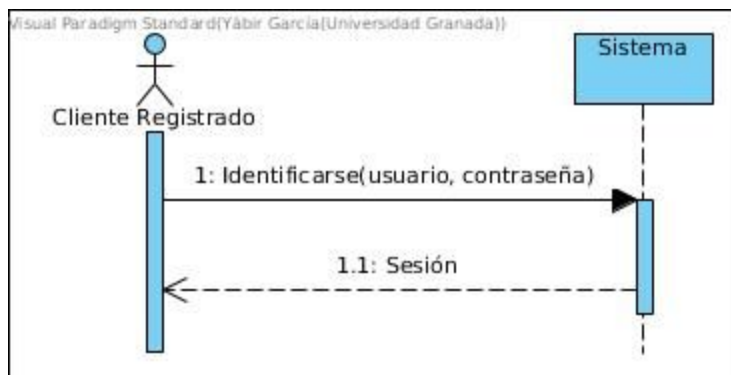 Visual Paradigm Standard(Yábir García(Universidad Granada))
Sistema
Cliente Registrado
1: Identificarse(usuario, contraseña)
1.1: Sesión